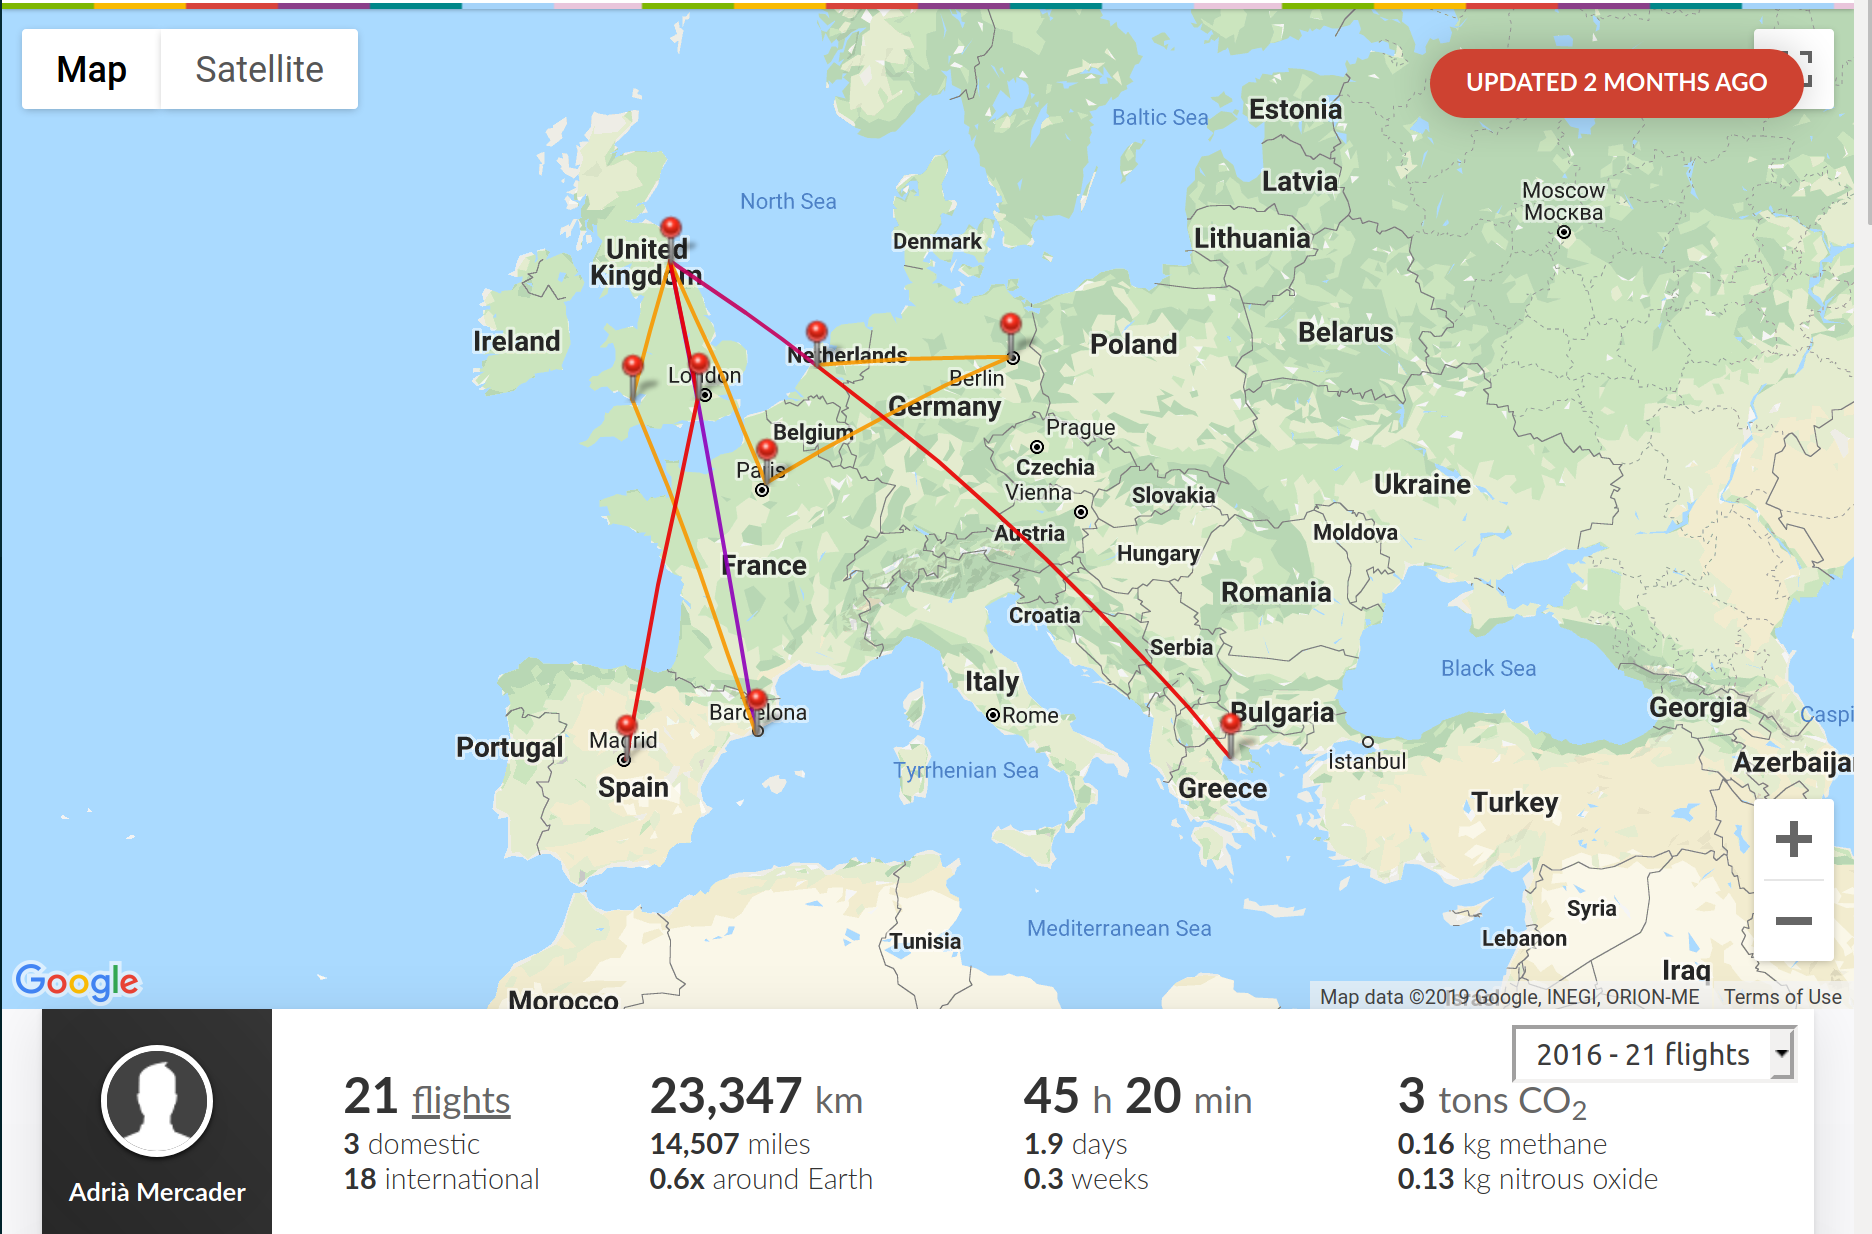 Map
Satellite
UPDATED 2 MONTHS AGO
Estonia
Baltic Sea
Latvia
Moscow
Москва
North Sea
Denmark
Lithuania
United
Kingdom
Ireland
Netherlands
Poland
Belarus
London
Berlin
Germany
Belgium
Prague
Paris
Czechia
Vienna
Slovakia
Ukraine
Austria
Moldova
Hungary
France
Romania
Croatia
Serbia
Black Sea
Italy
Barcelona
Rome
Bulgaria
Georgia
Caspi
Portugal
Madrid
Spain
Tyrrhenian Sea
İstanbul
Azerbaija
Greece
Turkey
Syria
Mediterranean Sea
Tunisia
Lebanon
Iraq
Israel
Google
Morocco
Map data ©2019 Google, INEGI, ORION-ME
Terms of Use
2016 - 21 flights
21 flights
3 domestic
18 international
23,347 km
14,507 miles
0.6x around Earth
45 h 20 min
1.9 days
0.3 weeks
3 tons CO2
0.16 kg methane
0.13 kg nitrous oxide
Adrià Mercader